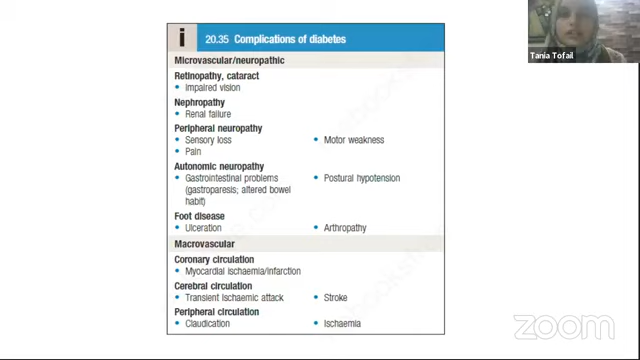 i 20.35 Complications of diabetes
Microvascular/neuropathic
Retinopathy, cataract
• Impaired vision
Nephropathy
• Renal failure
Peripheral neuropathy
• Sensory loss • Motor weakness
• Pain
Autonomic neuropathy
• Gastrointestinal problems • Postural hypotension
(gastroparesis; altered bowel
habit)
Foot disease
• Ulceration • Arthropathy
Macrovascular
Coronary circulation
• Myocardial ischaemia/infarction
Cerebral circulation
• Transient ischaemic attack • Stroke
Peripheral circulation
• Claudication • Ischaemia
Tania Tofail
zoom